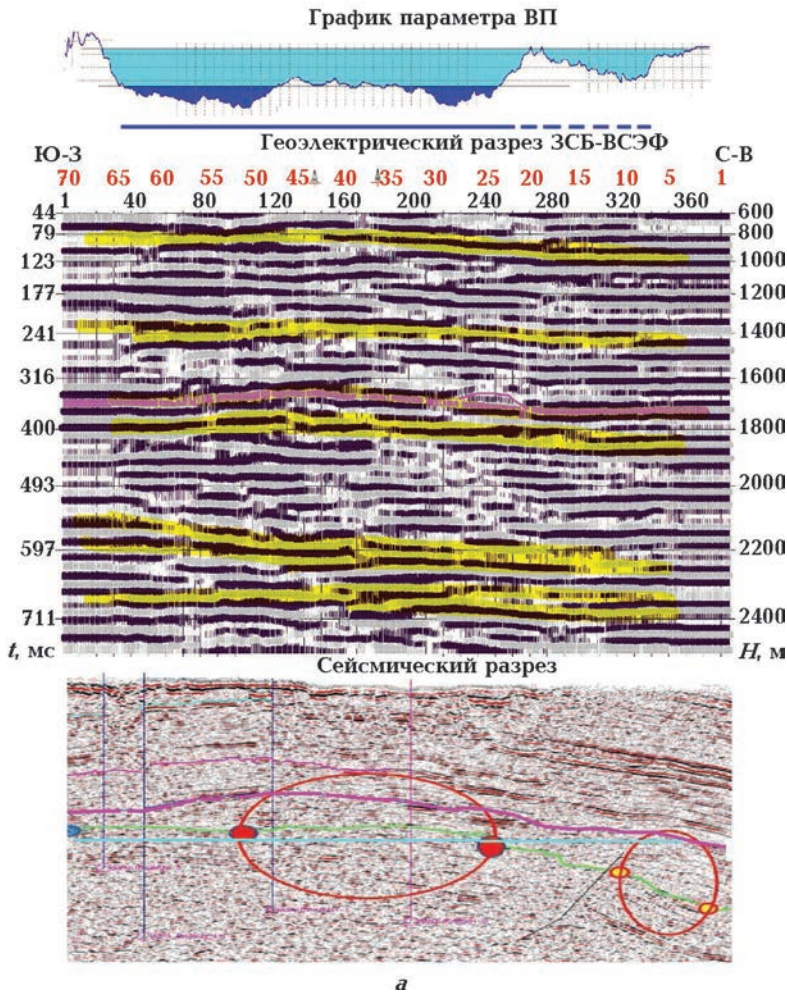 График параметра ВП
Геоэлектрический разрез ЗСБ-ВСЭФ
Ю-З С-В
70 65 60 55 50 45 40 35 30 25 20 15 10 5 1
1 40 80 120 160 200 240 280 320 360
44 600
79 800
123 1000
177 1200
241 1400
316 1600
400 1800
493 2000
597 2200
711 2400
t, мс H, м
Сейсмический разрез
а